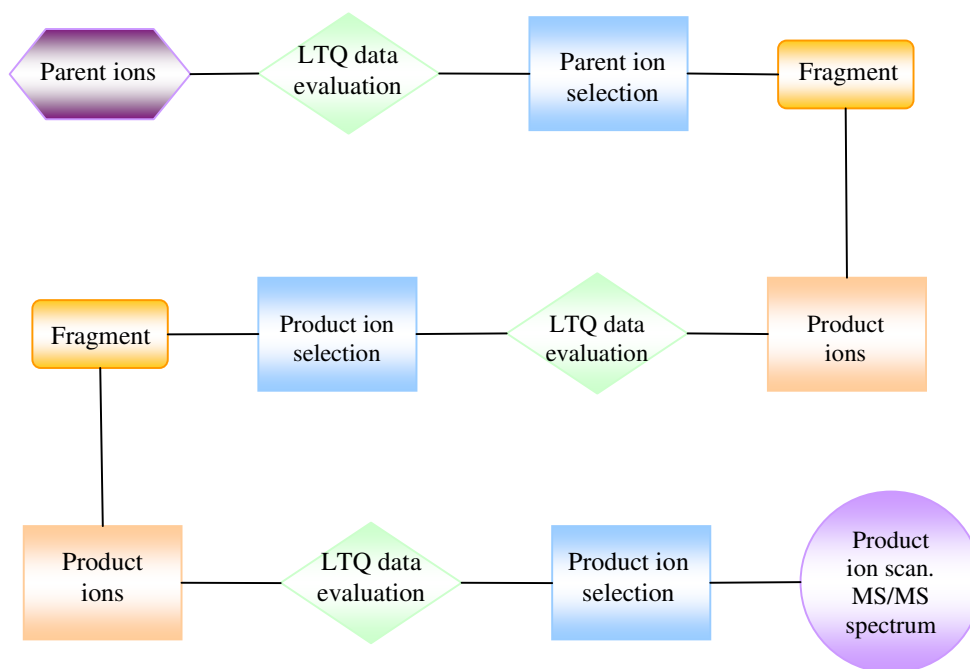 Parent ions
LTQ data
evaluation
Parent ion
selection
Fragment
Fragment
Product ion
selection
LTQ data
evaluation
Product
ions
Product
ions
LTQ data
evaluation
Product ion
selection
Product
ion scan.
MS/MS
spectrum